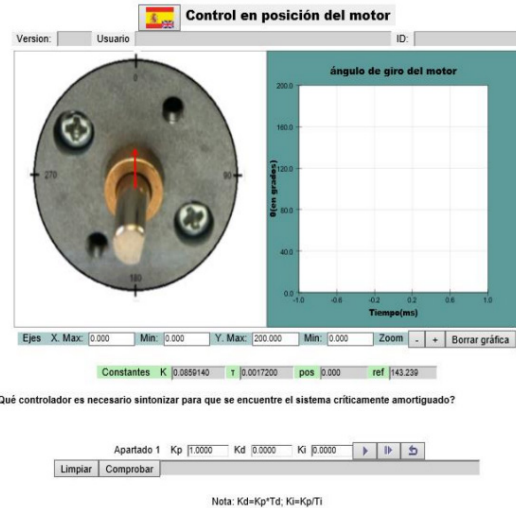 Control en posición del motor
Version: Usuario ID:
ángulo de giro del motor
0
270
90
180
200.0
160.0
120.0
80.0
40.0
0.0
θ(en grados)
-1.0 -0.6 -0.2 0.2 0.6 1.0
Tiempo(ms)
Ejes X. Max: 0.000 Min: 0.000 Y. Max: 200.000 Min: 0.000 Zoom - + Borrar gráfica
Constantes K 0.0859140 τ 0.0017200 pos 0.000 ref 143.239
Qué controlador es necesario sintonizar para que se encuentre el sistema críticamente amortiguado?
Apartado 1 Kp 1.0000 Kd 0.0000 Ki 0.0000
Limpiar Comprobar
Nota: Kd=Kp*Td; Ki=Kp/Ti